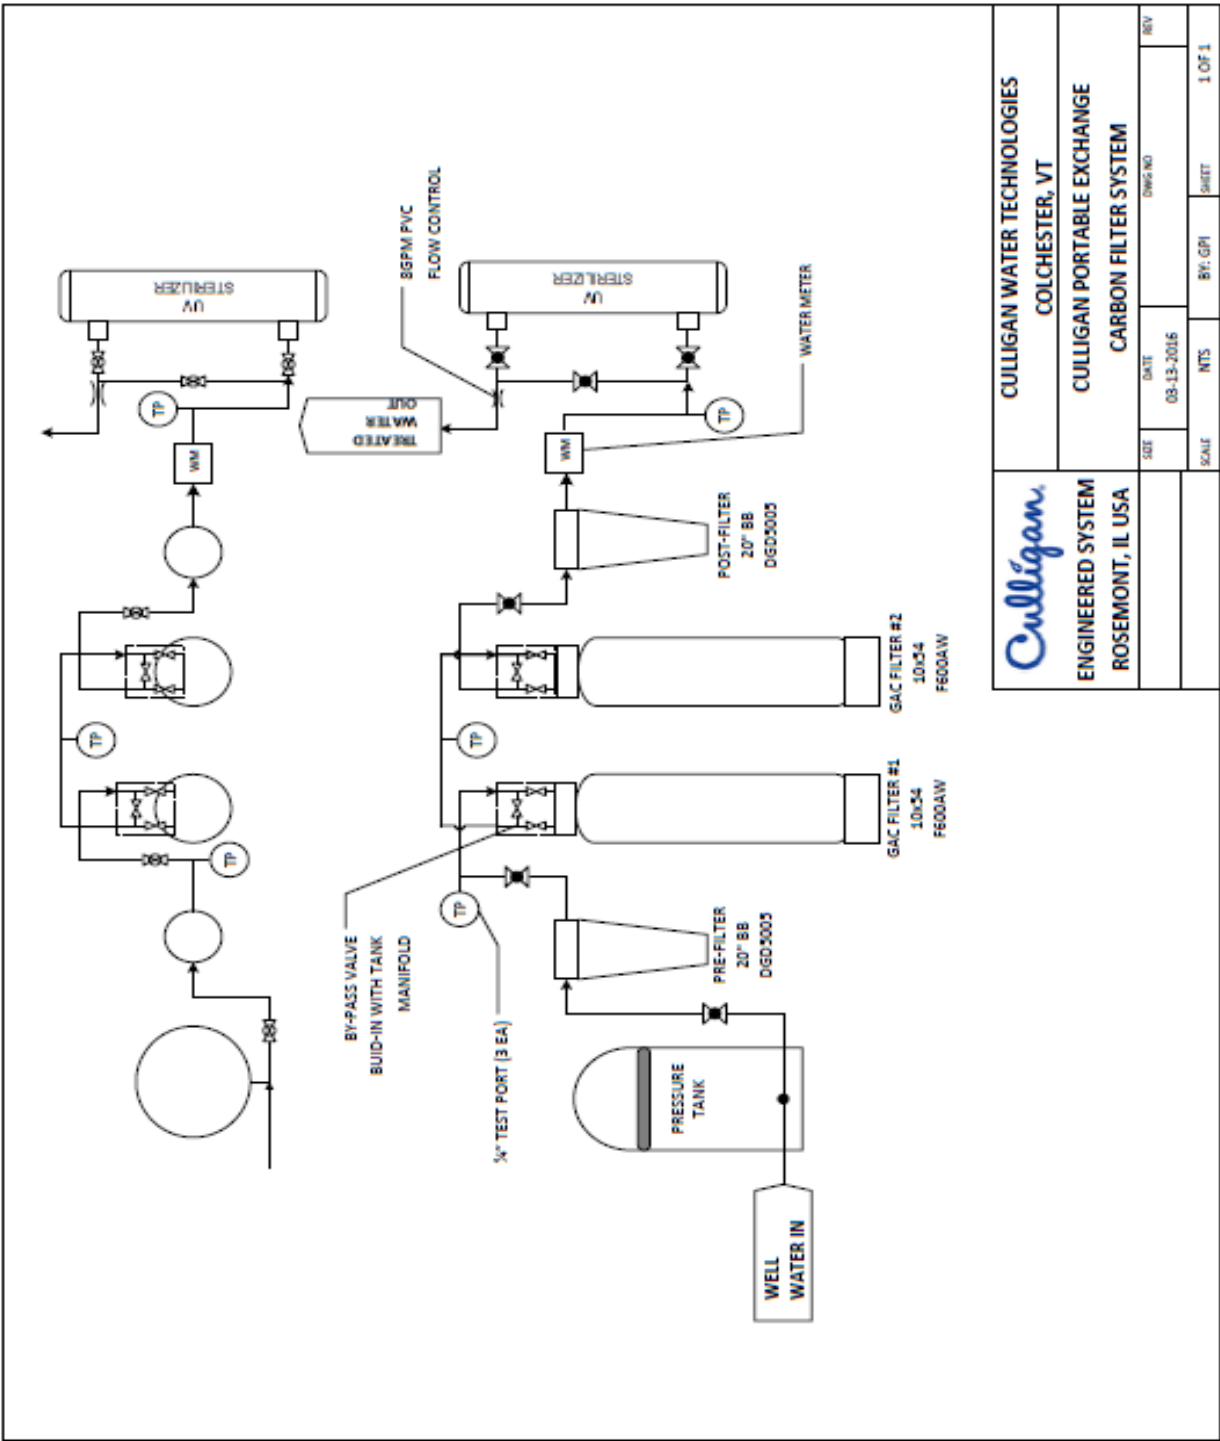 UV
STERILIZER
TP
WM
TP
TP
8GPM PVC
FLOW CONTROL
TREATED
WATER
OUT
UV
STERILIZER
WATER METER
TP
WM
POST-FILTER
20" BB
DGD5005
GAC FILTER #2
10x54
F600AW
TP
GAC FILTER #1
10x54
F600AW
BY-PASS VALVE
BUID-IN WITH TANK
MANIFOLD
TP
PRE-FILTER
20" BB
DGD5005
¼" TEST PORT (3 EA)
PRESSURE
TANK
WELL
WATER IN
Culligan.
ENGINEERED SYSTEM
ROSEMONT, IL USA
CULLIGAN WATER TECHNOLOGIES
COLCHESTER, VT
CULLIGAN PORTABLE EXCHANGE
CARBON FILTER SYSTEM
SIZE
DATE
03-13-2016
DWG NO
REV
SCALE
NTS
BY: GPI
SHEET
1 OF 1